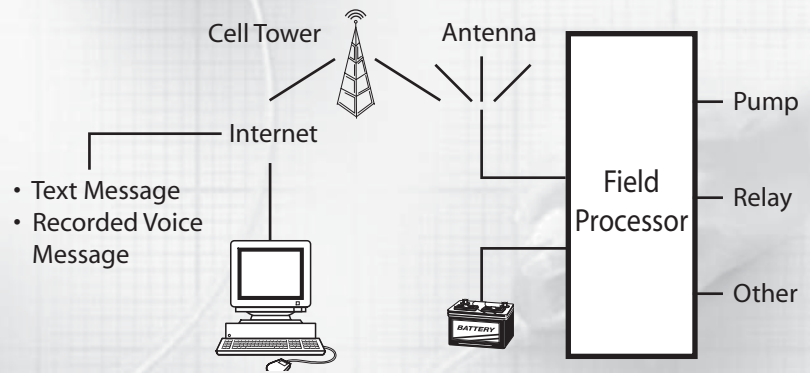 Cell Tower
Antenna
Internet
• Text Message
• Recorded Voice
Message
Field
Processor
Pump
Relay
Other
BATTERY